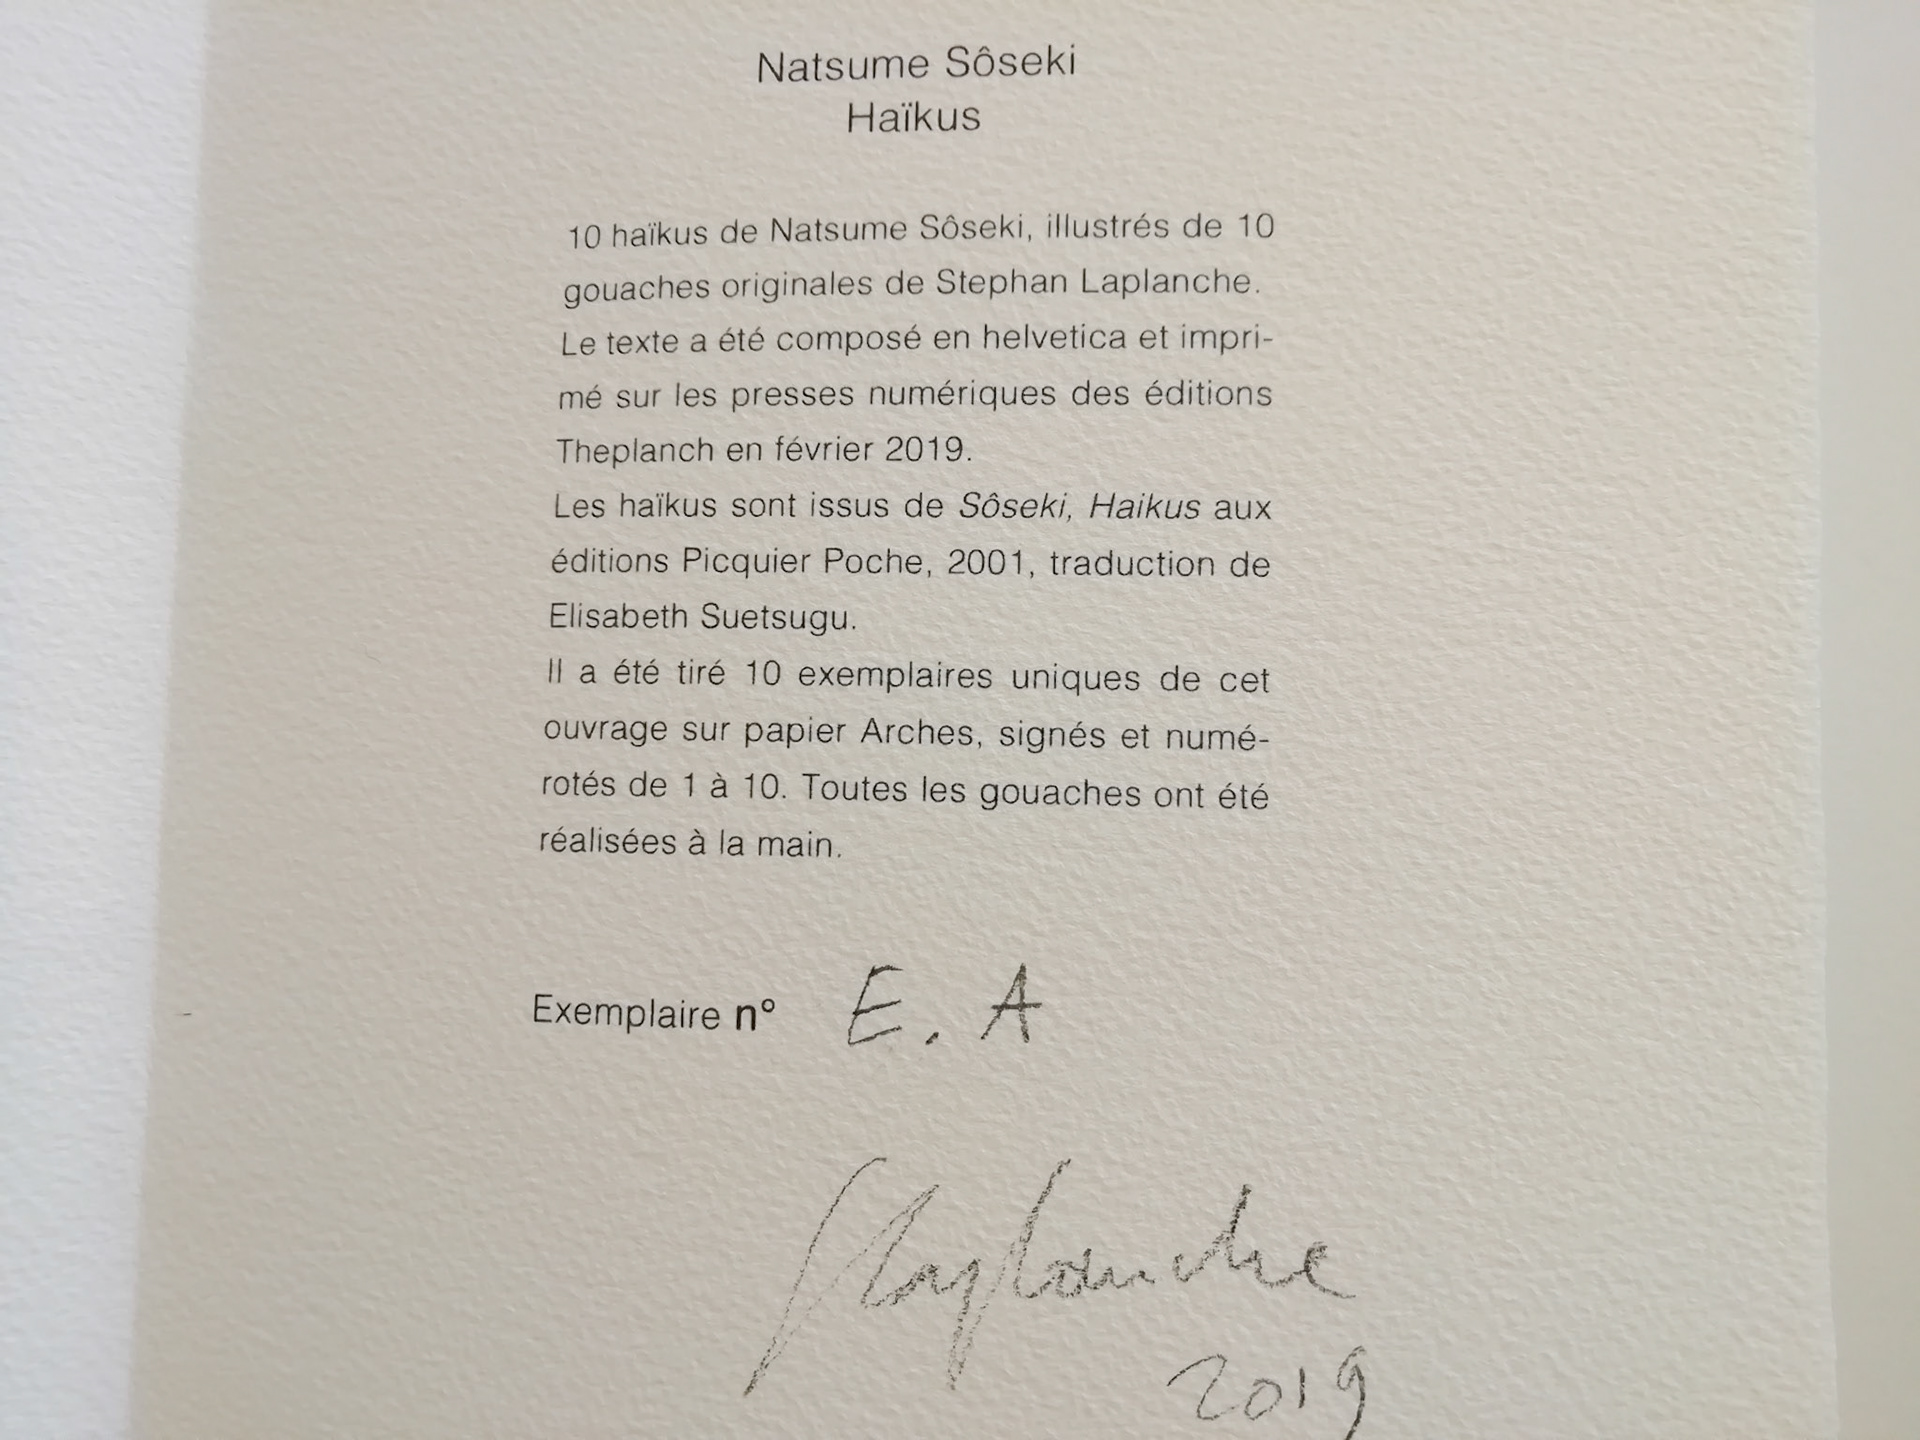 Natsume Sôseki
Haïkus
10 haïkus de Natsume Sôseki, illustrés de 10
gouaches originales de Stephan Laplanche.
Le texte a été composé en helvetica et impri-
mé sur les presses numériques des éditions
Theplanch en février 2019.
Les haïkus sont issus de Sôseki, Haikus aux
éditions Picquier Poche, 2001, traduction de
Elisabeth Suetsugu.
Il a été tiré 10 exemplaires uniques de cet
ouvrage sur papier Arches, signés et numé-
rotés de 1 à 10. Toutes les gouaches ont été
réalisées à la main.
Exemplaire n° E. A
Slaplanche
2019